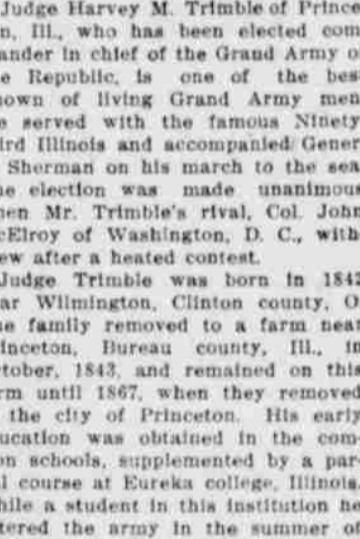 Judge Harvey M. Trimble of Prince
n, Ill., who has been elected com
ander in chief of the Grand Army o
e Republic, is one of the bes
nown of living Grand Army men
e served with the famous Ninety
ird Illinois and accompanied Gener
Sherman on his march to the sea
he election was made unanimous
hen Mr. Trimble's rival, Col. John
cElroy of Washington, D. C., with-
ew after a heated contest.
Judge Trimble was born in 1842
ar Wilmington, Clinton county, O.
he family removed to a farm near
inceton, Bureau county, Ill., in
ctober, 1843, and remained on this
rm until 1867, when they removed
the city of Princeton. His early
ucation was obtained in the com-
on schools, supplemented by a par-
l course at Eureka college, Illinois.
hile a student in this institution he
tered the army in the summer of